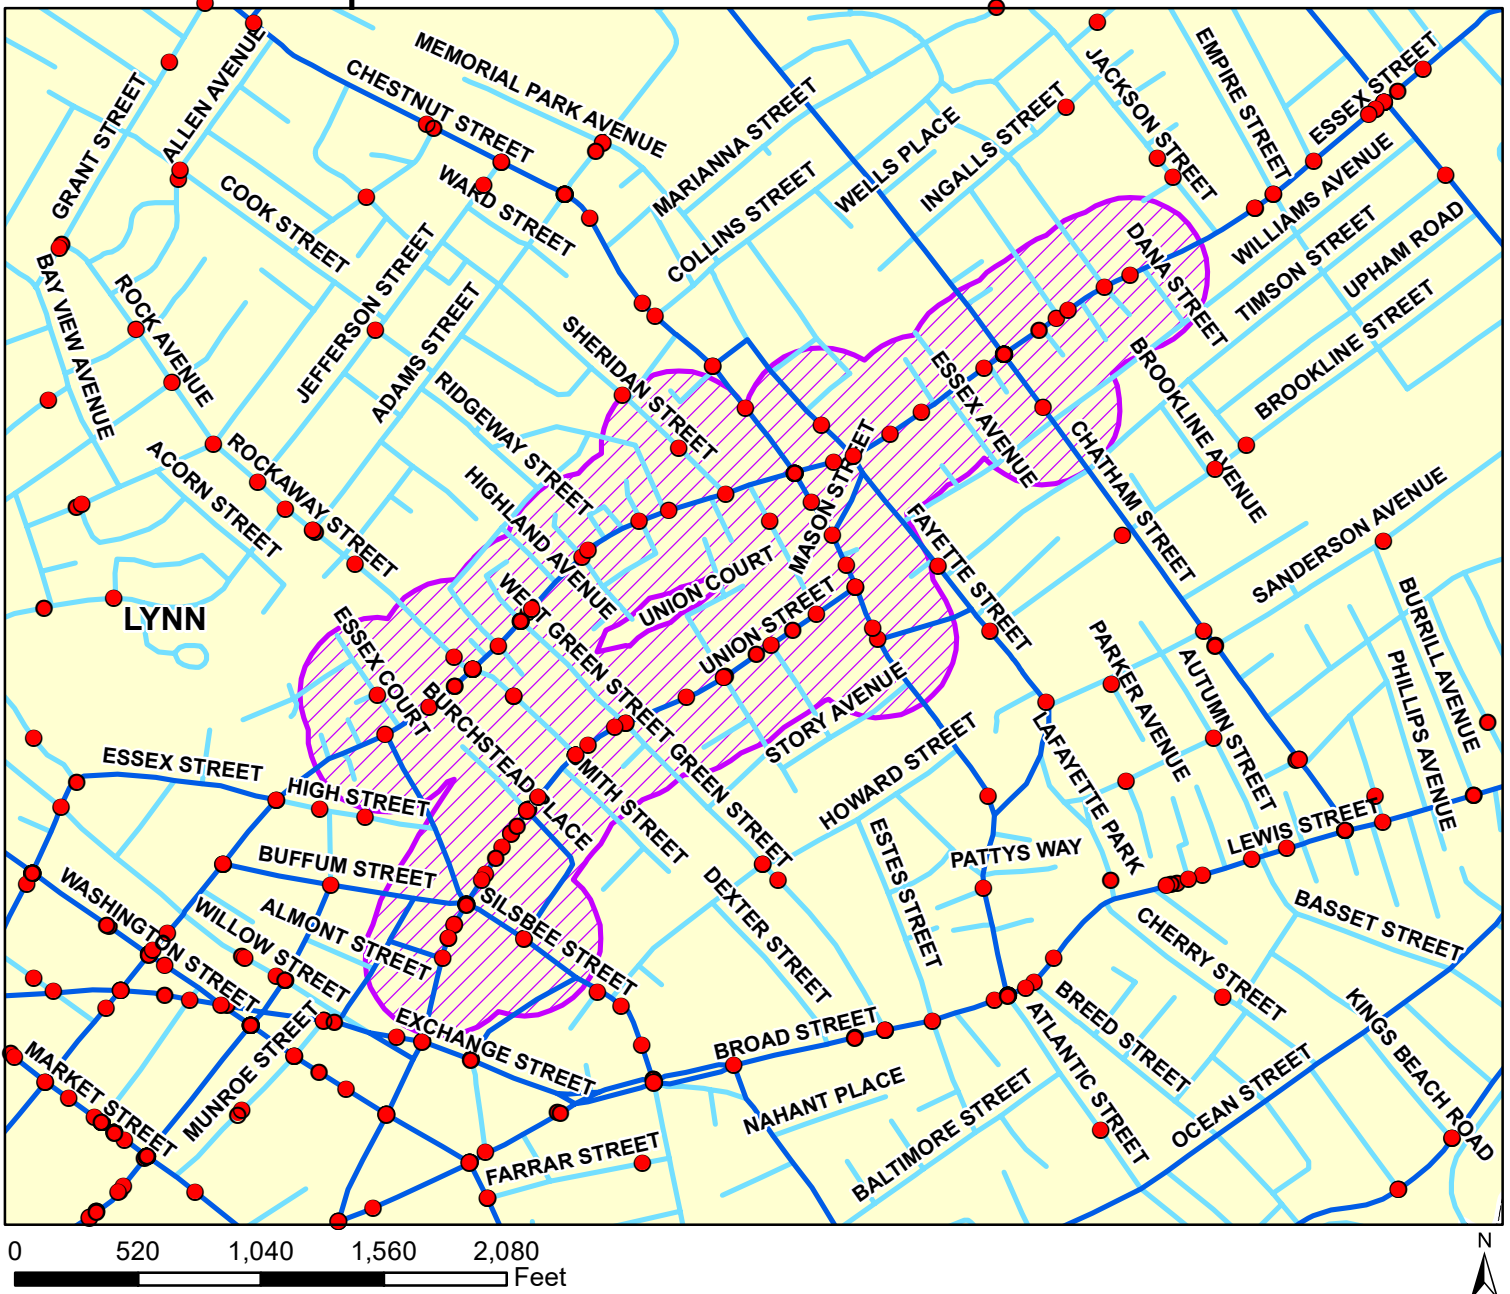 MEMORIAL PARK AVENUE
CHESTNUT STREET
GRANT STREET
ALLEN AVENUE
WARD STREET
COOK STREET
MARIANNA STREET
COLLINS STREET
WELLS PLACE
INGALLS STREET
JACKSON STREET
EMPIRE STREET
ESSEX STREET
WILLIAMS AVENUE
TIMSON STREET
UPHAM ROAD
DANA STREET
BROOKLINE STREET
BROOKLINE AVENUE
BAY VIEW AVENUE
ROCK AVENUE
JEFFERSON STREET
ADAMS STREET
SHERIDAN STREET
RIDGEWAY STREET
ESSEX AVENUE
CHATHAM STREET
ACORN STREET
ROCKAWAY STREET
HIGHLAND AVENUE
MASON STREET
FAYETTE STREET
SANDERSON AVENUE
UNION COURT
UNION STREET
LYNN
ESSEX COURT
WEST GREEN STREET
GREEN STREET
BURCHSTEAD PLACE
STORY AVENUE
PARKER AVENUE
AUTUMN STREET
BURRILL AVENUE
PHILLIPS AVENUE
ESSEX STREET
HIGH STREET
MITH STREET
HOWARD STREET
LAFAYETTE PARK
LEWIS STREET
BUFFUM STREET
PATTYS WAY
ESTES STREET
WASHINGTON STREET
WILLOW STREET
ALMONT STREET
SILSBEE STREET
DEXTER STREET
BASSET STREET
CHERRY STREET
EXCHANGE STREET
BROAD STREET
BREED STREET
ATLANTIC STREET
KINGS BEACH ROAD
MARKET STREET
MUNROE STREET
NAHANT PLACE
OCEAN STREET
FARRAR STREET
BALTIMORE STREET
0 520 1,040 1,560 2,080
Feet
N